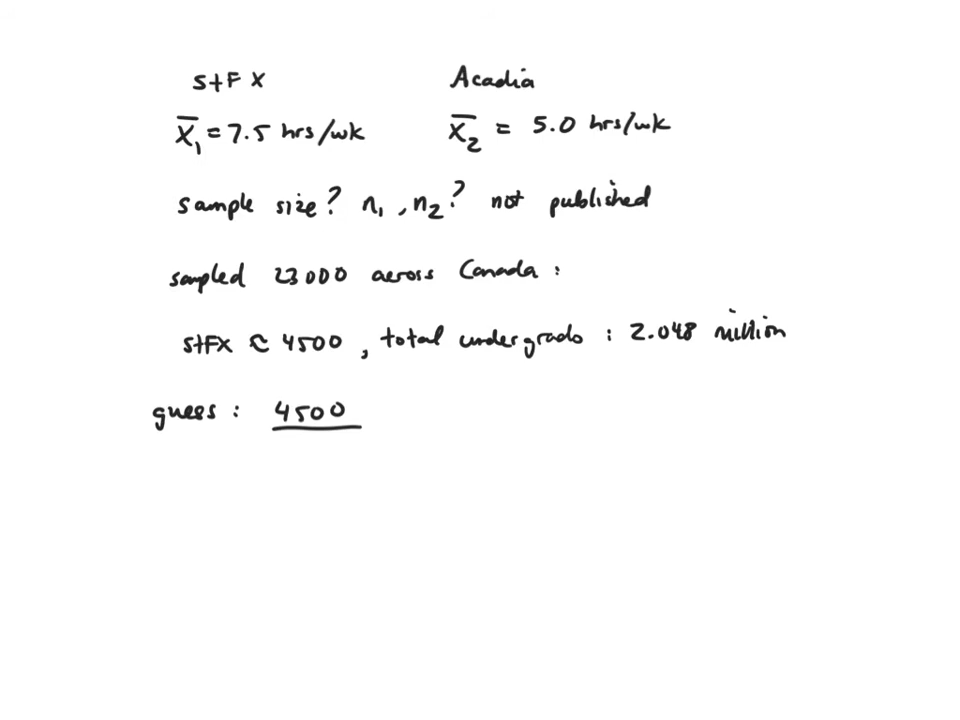 StFX Acadia
X̄₁ = 7.5 hrs/wk X̄₂ = 5.0 hrs/wk
sample size? n₁, n₂? not published
sampled 23000 across Canada:
StFX ≈ 4500, total undergrads: 2.048 million
guess: 4500